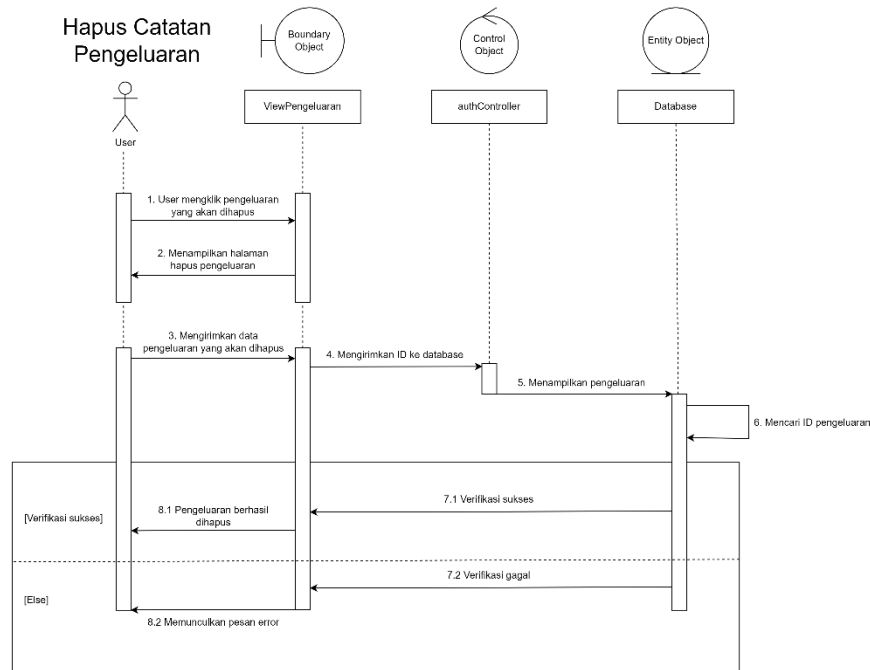 Hapus Catatan
Pengeluaran
Boundary
Object
Control
Object
Entity Object
ViewPengeluaran
authController
Database
User
1. User mengklik pengeluaran
yang akan dihapus
2. Menampilkan halaman
hapus pengeluaran
3. Mengirimkan data
pengeluaran yang akan dihapus
4. Mengirimkan ID ke database
5. Menampilkan pengeluaran
6. Mencari ID pengeluaran
[Verifikasi sukses]
7.1 Verifikasi sukses
8.1 Pengeluaran berhasil
dihapus
[Else]
7.2 Verifikasi gagal
8.2 Memunculkan pesan error